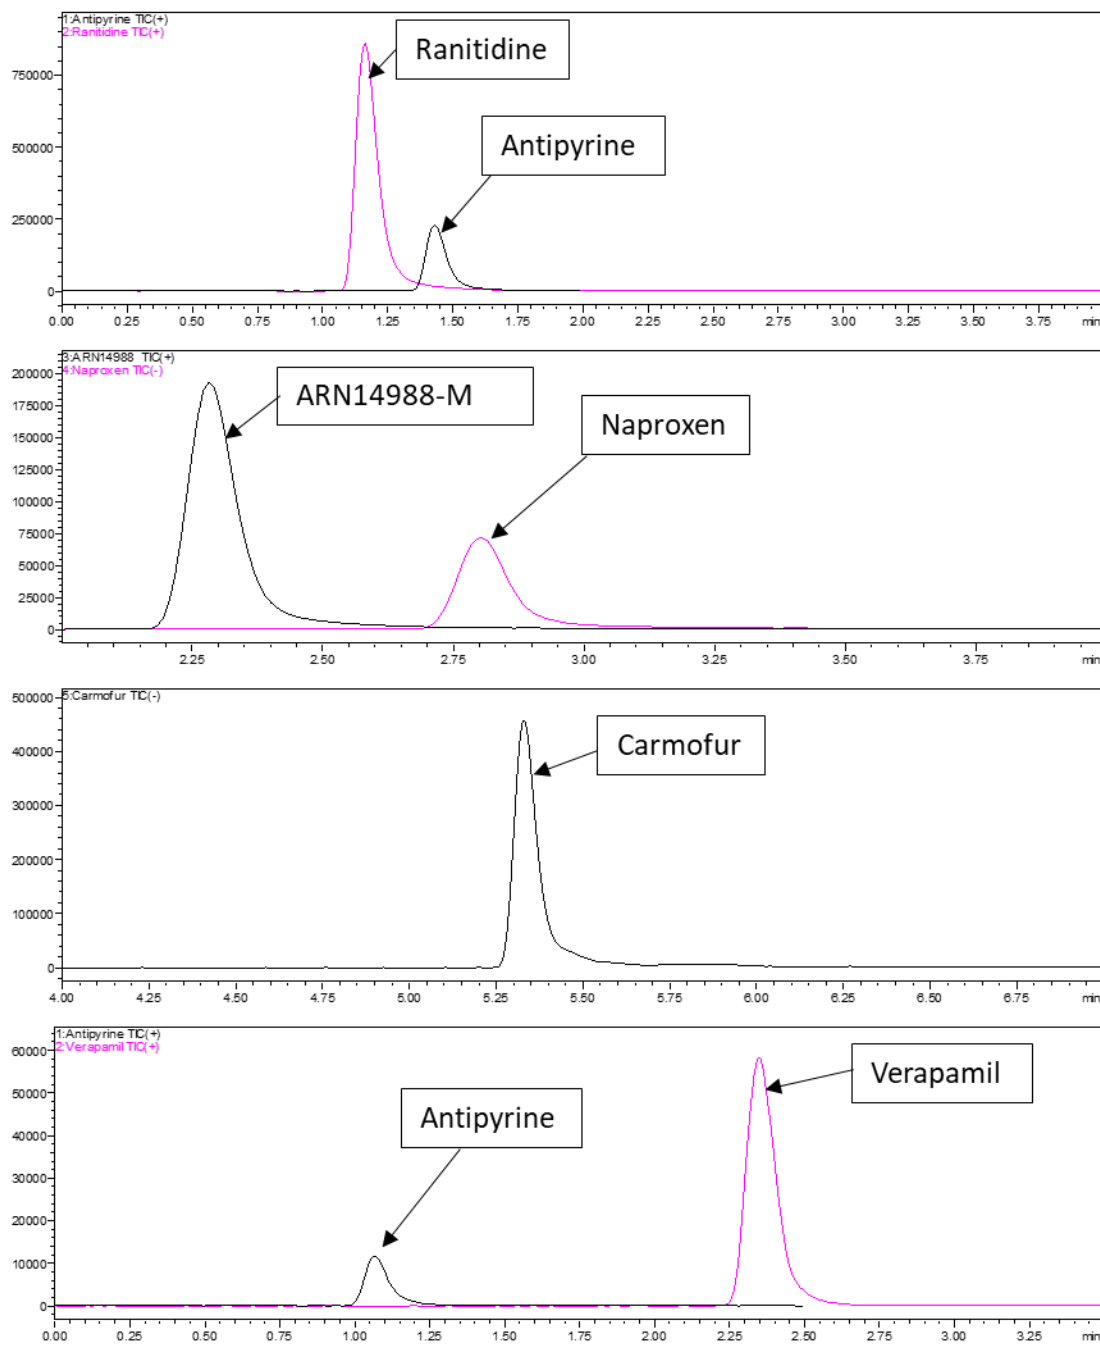 1:Antipyrine TIC(+)
2:Ranitidine TIC(+)
Ranitidine
Antipyrine
750000
500000
250000
0
0.00 0.25 0.50 0.75 1.00 1.25 1.50 1.75 2.00 2.25 2.50 2.75 3.00 3.25 3.50 3.75 min
3:ARN14988 TIC(+)
4:Naproxen TIC(-)
ARN14988-M
Naproxen
200000
175000
150000
125000
100000
75000
50000
25000
0
2.25 2.50 2.75 3.00 3.25 3.50 3.75 min
5:Carmofur TIC(-)
Carmofur
500000
400000
300000
200000
100000
0
4.00 4.25 4.50 4.75 5.00 5.25 5.50 5.75 6.00 6.25 6.50 6.75 min
1:Antipyrine TIC(+)
2:Verapamil TIC(+)
Verapamil
Antipyrine
60000
50000
40000
30000
20000
10000
0
0.00 0.25 0.50 0.75 1.00 1.25 1.50 1.75 2.00 2.25 2.50 2.75 3.00 3.25 min